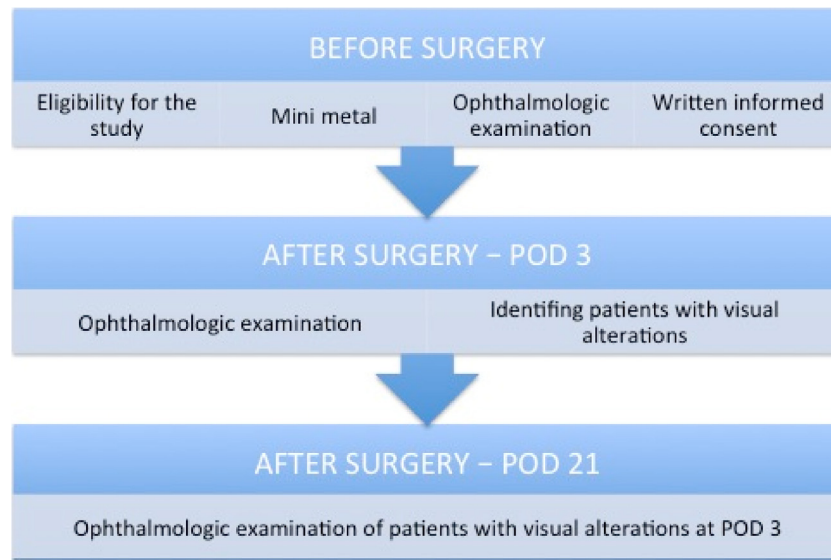 BEFORE SURGERY
Eligibility for the
study
Mini metal
Ophthalmologic
examination
Written informed
consent
AFTER SURGERY – POD 3
Ophthalmologic examination
Identifing patients with visual
alterations
AFTER SURGERY – POD 21
Ophthalmologic examination of patients with visual alterations at POD 3